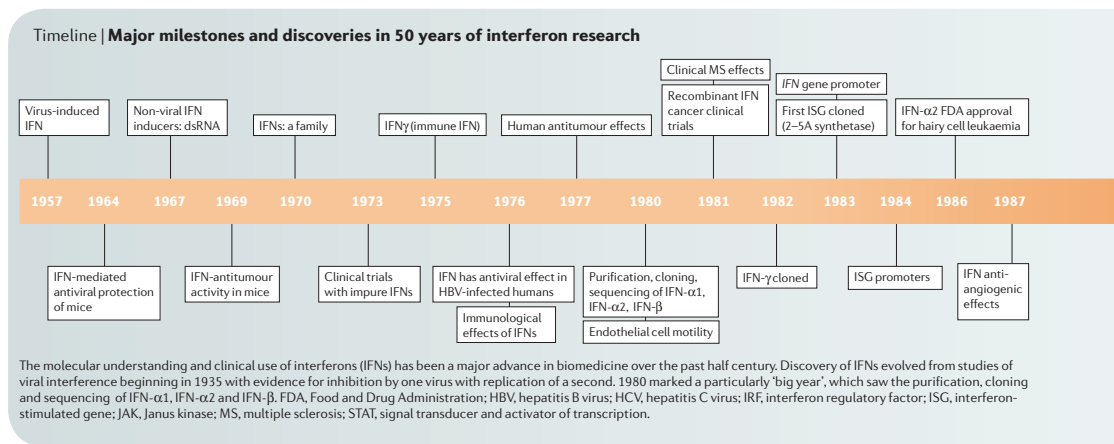 Timeline | Major milestones and discoveries in 50 years of interferon research
Clinical MS effects
IFN gene promoter
Virus-induced
IFN
Non-viral IFN
inducers: dsRNA
IFNs: a family
IFNγ (immune IFN)
Human antitumour effects
Recombinant IFN
cancer clinical
trials
First ISG cloned
(2–5A synthetase)
IFN-α2 FDA approval
for hairy cell leukaemia
1957 1964 1967 1969 1970 1973 1975 1976 1977 1980 1981 1982 1983 1984 1986 1987
IFN-mediated
antiviral protection
of mice
IFN-antitumour
activity in mice
Clinical trials
with impure IFNs
IFN has antiviral effect in
HBV-infected humans
Immunological
effects of IFNs
Purification, cloning,
sequencing of IFN-α1,
IFN-α2, IFN-β
Endothelial cell motility
IFN-γ cloned
ISG promoters
IFN anti-
angiogenic
effects
The molecular understanding and clinical use of interferons (IFNs) has been a major advance in biomedicine over the past half century. Discovery of IFNs evolved from studies of
viral interference beginning in 1935 with evidence for inhibition by one virus with replication of a second. 1980 marked a particularly ‘big year’, which saw the purification, cloning
and sequencing of IFN-α1, IFN-α2 and IFN-β. FDA, Food and Drug Administration; HBV, hepatitis B virus; HCV, hepatitis C virus; IRF, interferon regulatory factor; ISG, interferon-
stimulated gene; JAK, Janus kinase; MS, multiple sclerosis; STAT, signal transducer and activator of transcription.